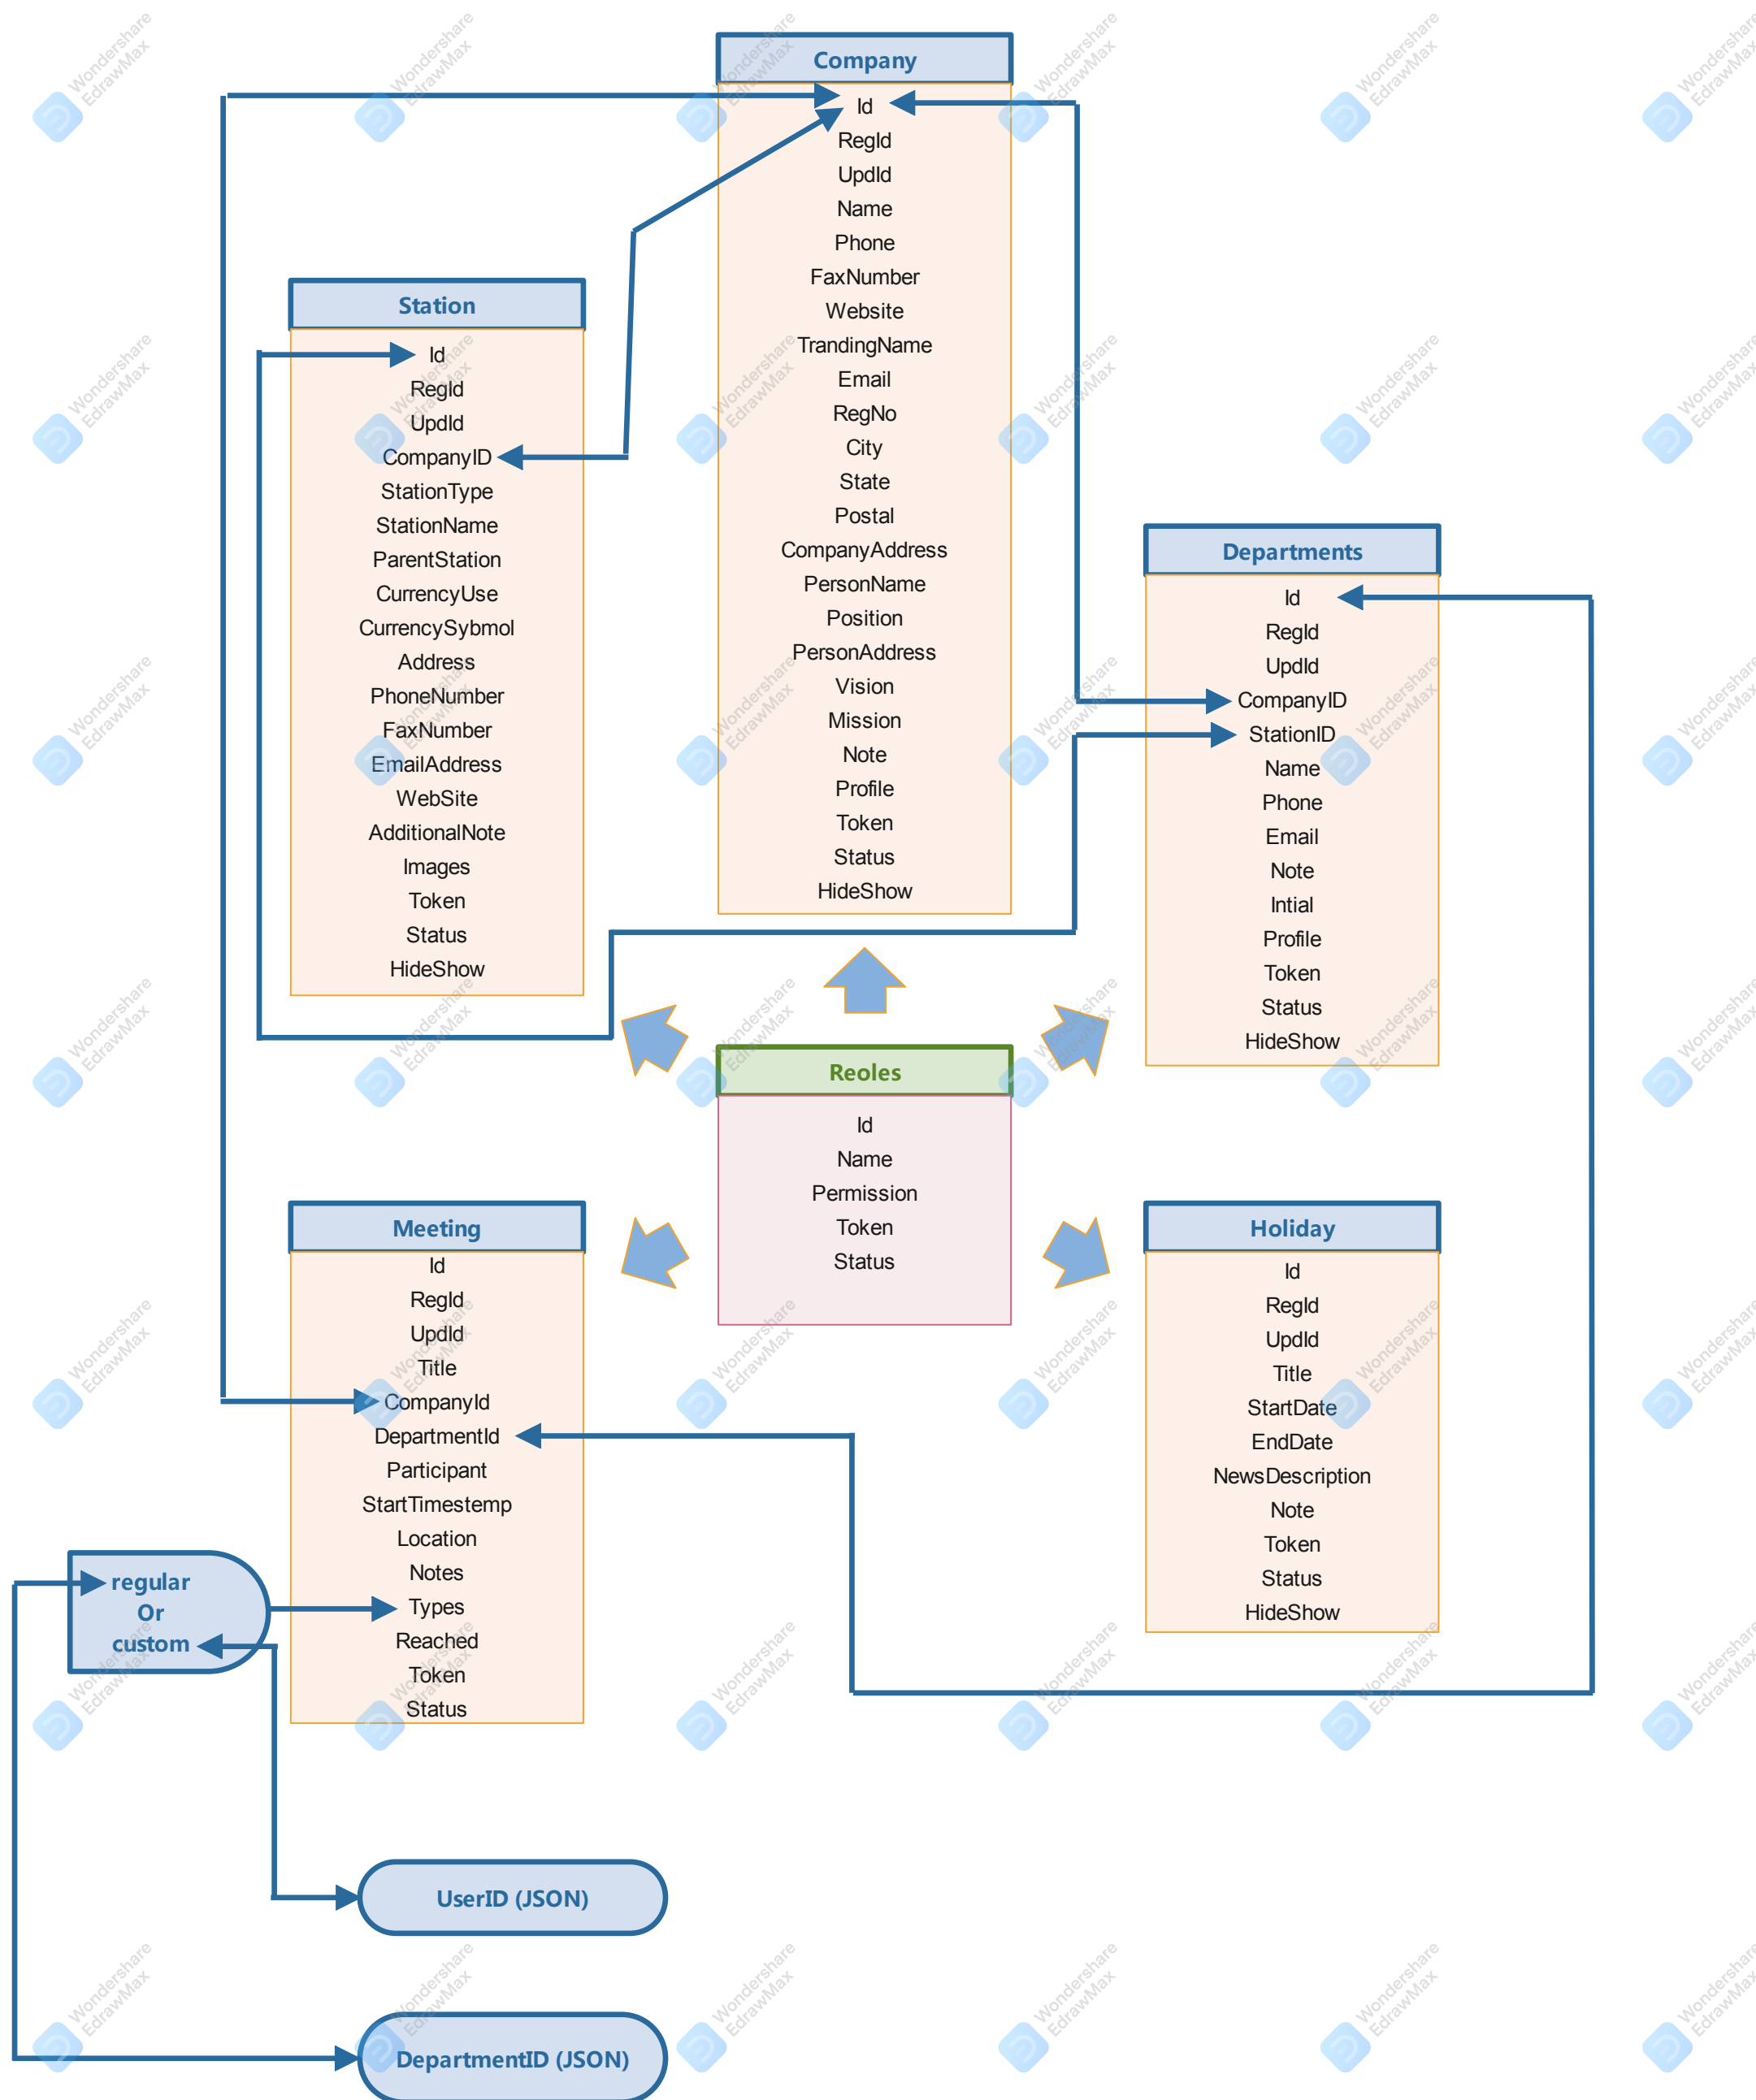 Company
Id
RegId
UpdId
Name
Phone
FaxNumber
Website
TrandingName
Email
RegNo
City
State
Postal
CompanyAddress
PersonName
Position
PersonAddress
Vision
Mission
Note
Profile
Token
Status
HideShow
Station
Id
RegId
UpdId
CompanyID
StationType
StationName
ParentStation
CurrencyUse
CurrencySybmol
Address
PhoneNumber
FaxNumber
EmailAddress
WebSite
AdditionalNote
Images
Token
Status
HideShow
Departments
Id
RegId
UpdId
CompanyID
StationID
Name
Phone
Email
Note
Intial
Profile
Token
Status
HideShow
Reoles
Id
Name
Permission
Token
Status
Meeting
Id
RegId
UpdId
Title
CompanyId
DepartmentId
Participant
StartTimestemp
Location
Notes
Types
Reached
Token
Status
Holiday
Id
RegId
UpdId
Title
StartDate
EndDate
NewsDescription
Note
Token
Status
HideShow
regular
Or
custom
UserID (JSON)
DepartmentID (JSON)
Wondershare
EdrawMax